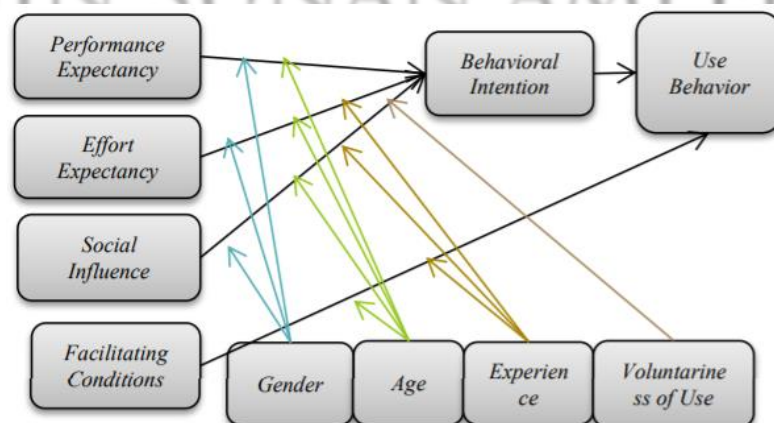 Performance
Expectancy
Behavioral
Intention
Use
Behavior
Effort
Expectancy
Social
Influence
Facilitating
Conditions
Gender
Age
Experien
ce
Voluntarine
ss of Use